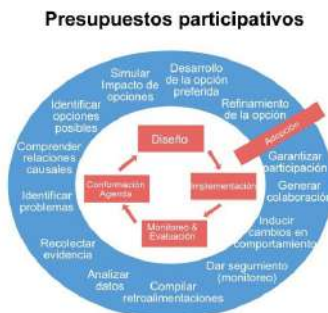 Presupuestos participativos
Simular
Impacto de
opciones
Desarrollo
de la opción
preferida
Refinamiento
de la opción
Adopción
Garantizar
participación
Generar
colaboración
Inducir
cambios en
comportamiento
Dar segumiento
(monitoreo)
Compilar
retroalimentaciones
Analizar
datos
Recolectar
evidencia
Identificar
problemas
Comprender
relaciones
causales
Identificar
opciones
posibles
Diseño
Implementación
Monitoreo &
Evaluación
Conformación
Agenda